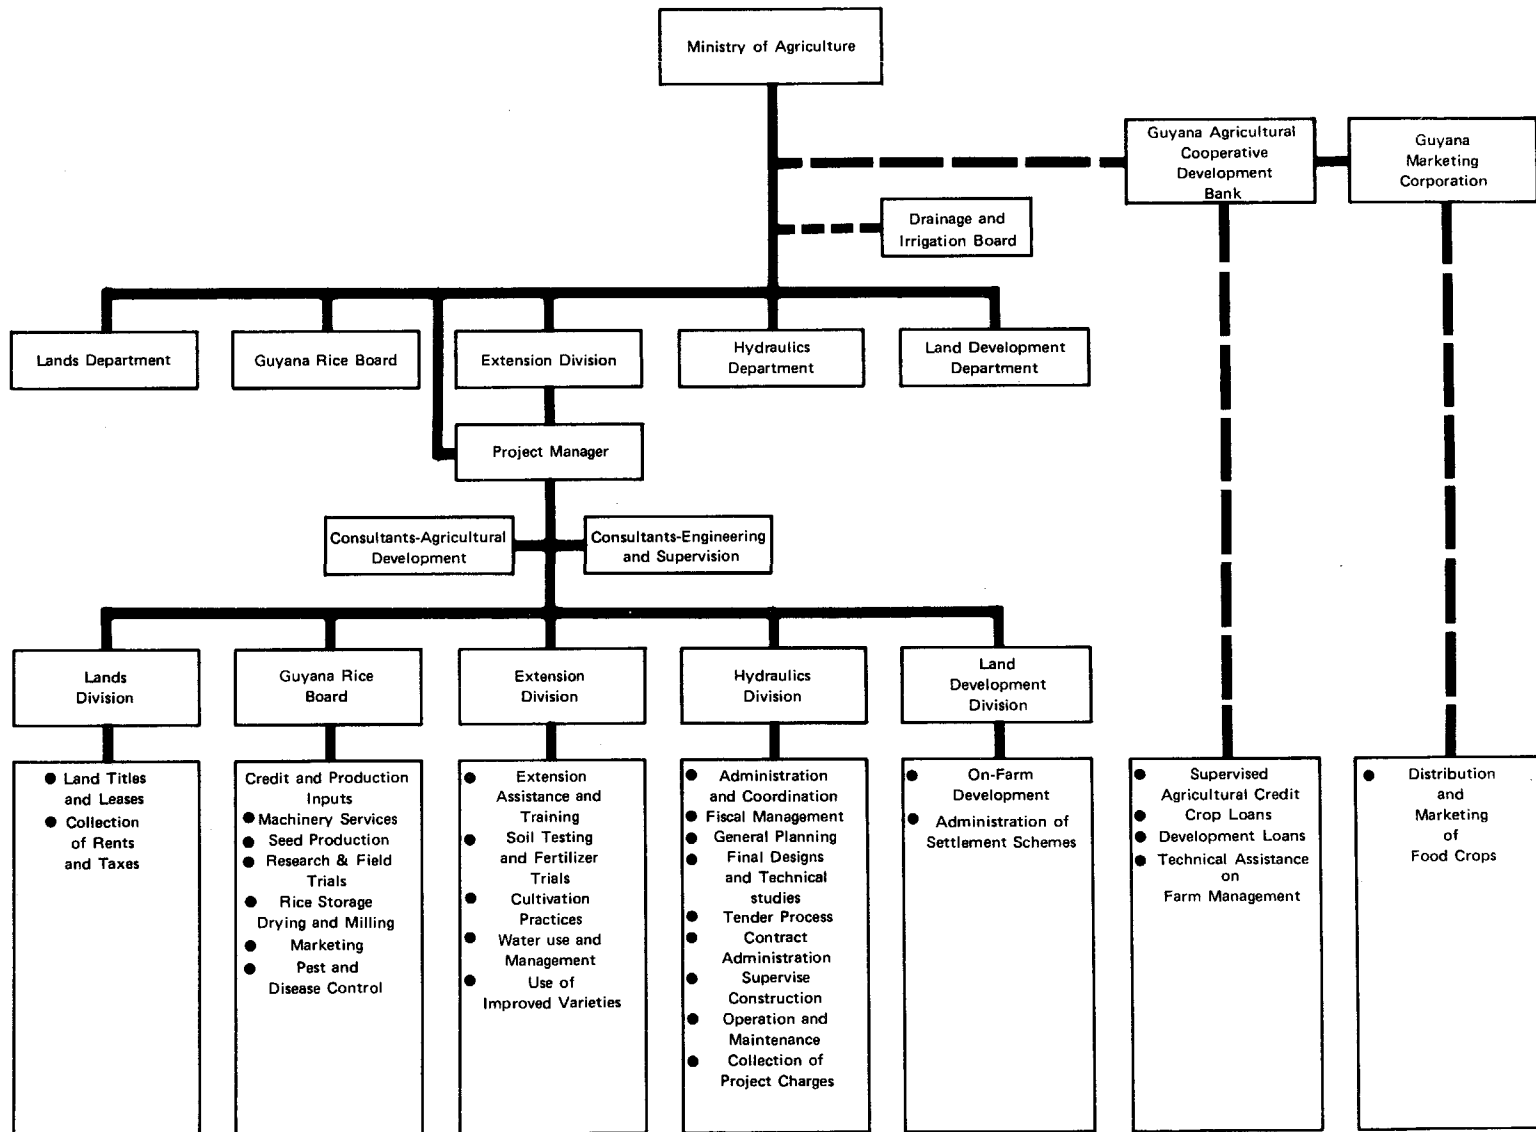 Ministry of Agriculture
Guyana Agricultural
Cooperative
Development
Bank
Guyana
Marketing
Corporation
Drainage and
Irrigation Board
Lands Department
Guyana Rice Board
Extension Division
Hydraulics
Department
Land Development
Department
Project Manager
Consultants-Agricultural
Development
Consultants-Engineering
and Supervision
Lands
Division
Guyana Rice
Board
Extension
Division
Hydraulics
Division
Land
Development
Division
● Land Titles
and Leases
● Collection
of Rents
and Taxes
Credit and Production
Inputs
● Machinery Services
● Seed Production
● Research & Field
Trials
● Rice Storage
Drying and Milling
● Marketing
● Pest and
Disease Control
● Extension
Assistance and
Training
● Soil Testing
and Fertilizer
Trials
● Cultivation
Practices
● Water use and
Management
● Use of
Improved Varieties
● Administration
and Coordination
● Fiscal Management
● General Planning
● Final Designs
and Technical
studies
● Tender Process
● Contract
Administration
● Supervise
Construction
● Operation and
Maintenance
● Collection of
Project Charges
● On-Farm
Development
● Administration of
Settlement Schemes
● Supervised
Agricultural Credit
● Crop Loans
● Development Loans
● Technical Assistance
on
Farm Management
● Distribution
and
Marketing
of
Food Crops